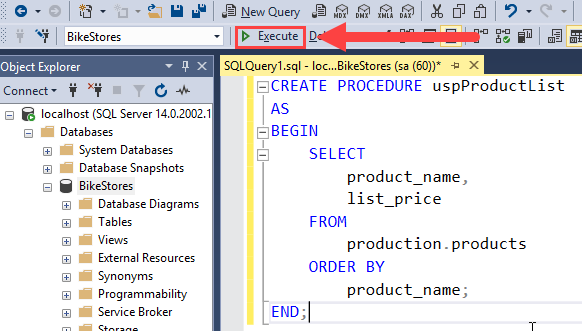 New Query MDX DMX XMLA DAX
BikeStores Execute
Object Explorer
Connect
localhost (SQL Server 14.0.2002.1
Databases
System Databases
Database Snapshots
BikeStores
Database Diagrams
Tables
Views
External Resources
Synonyms
Programmability
Service Broker
Storage
SQLQuery1.sql - loc...BikeStores (sa (60))*
CREATE PROCEDURE uspProductList
AS
BEGIN
SELECT
product_name,
list_price
FROM
production.products
ORDER BY
product_name;
END;